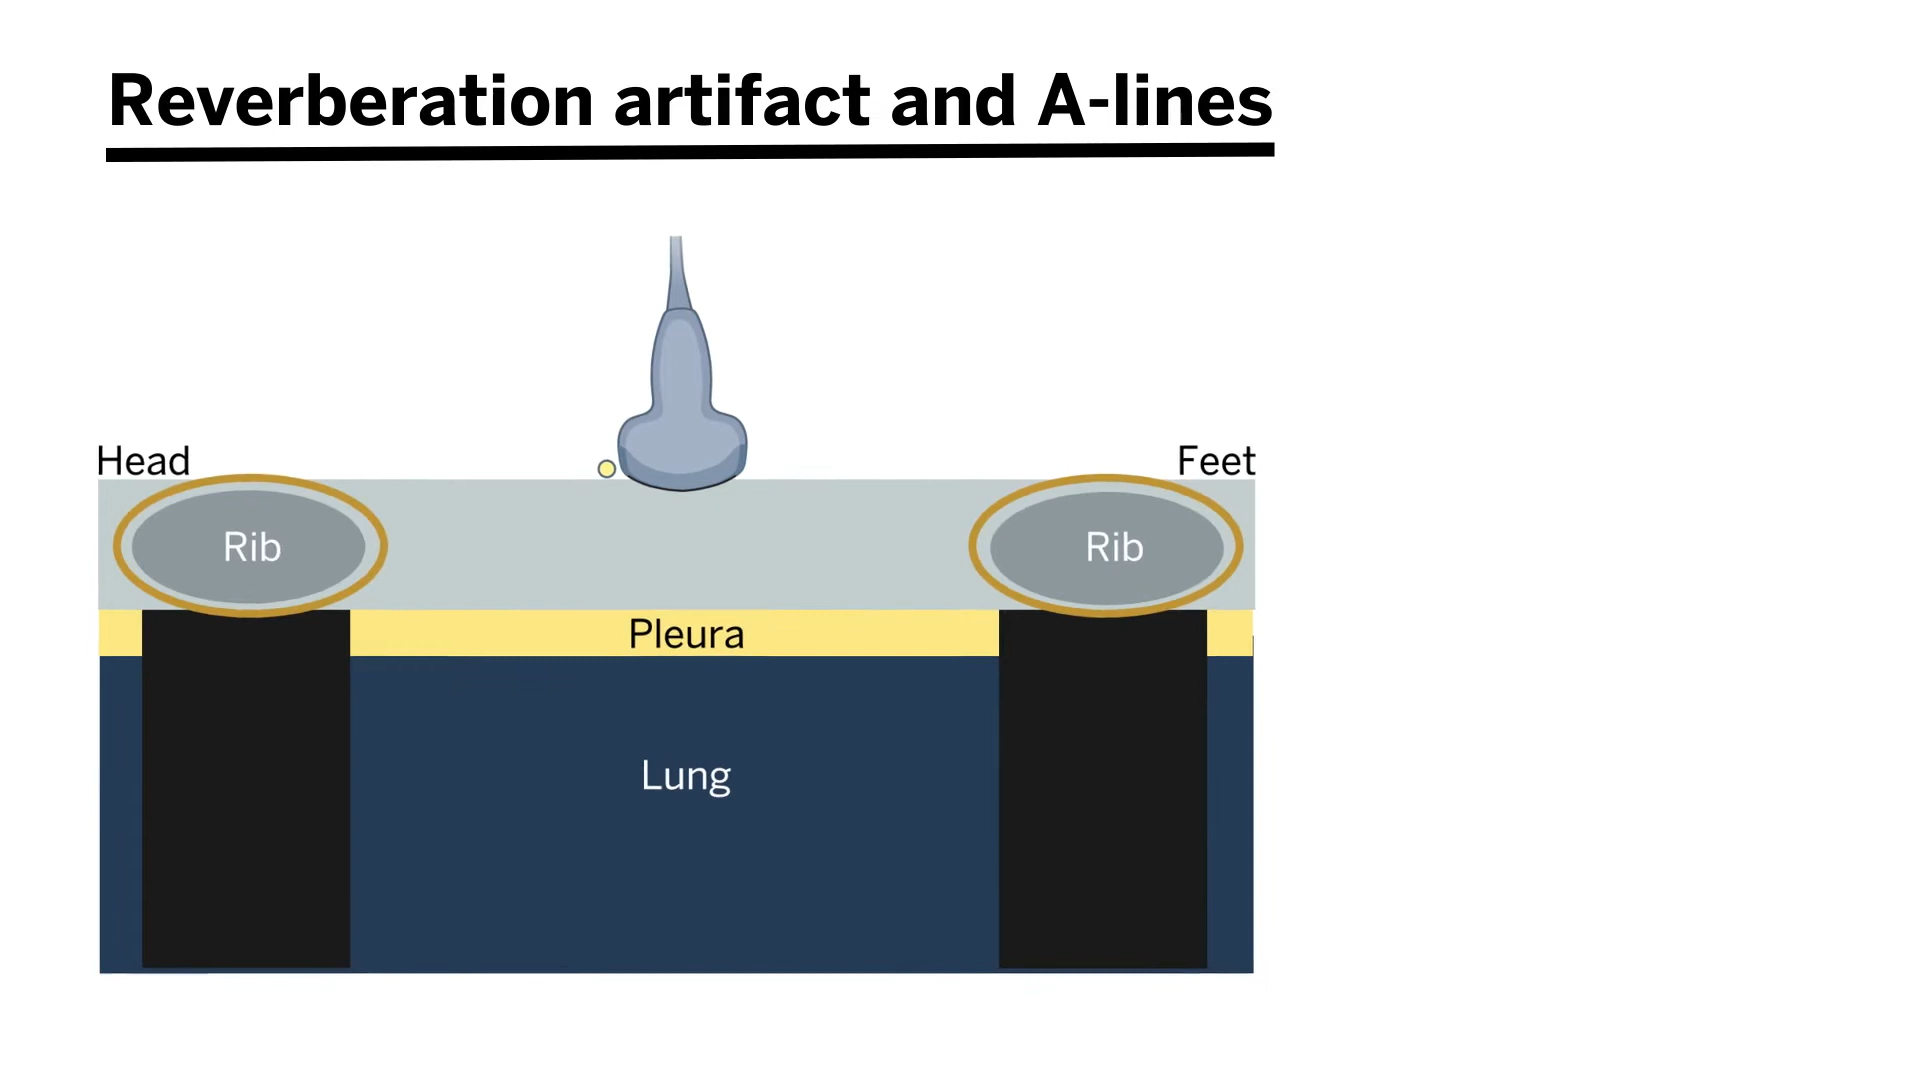 Reverberation artifact and A-lines
Head
Feet
Rib
Rib
Pleura
Lung